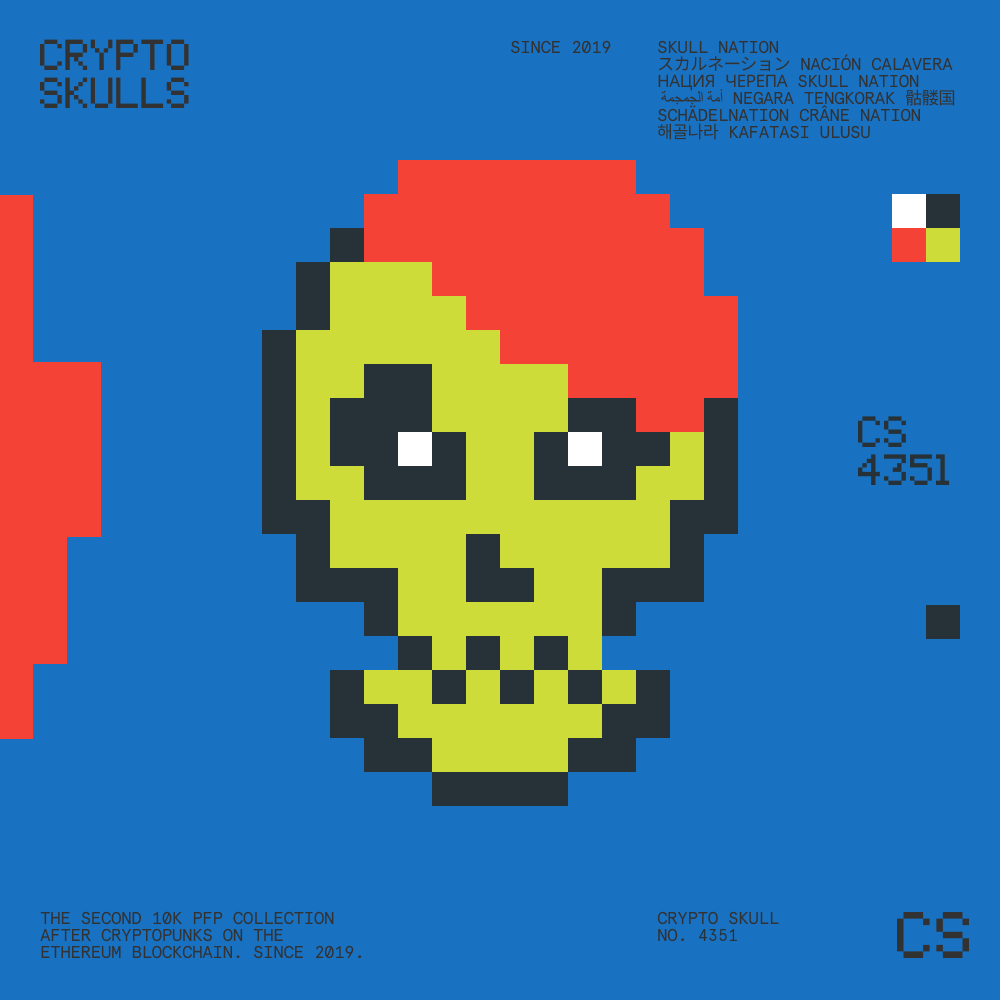 CRYPTO
SKULLS
SINCE 2019
SKULL NATION
スカルネーション NACIÓN CALAVERA
НАЦИЯ ЧЕРЕПА SKULL NATION
أمة الجمجمة NEGARA TENGKORAK 骷髅国
SCHÄDELNATION CRÂNE NATION
해골나라 KAFATASI ULUSU
CS
4351
THE SECOND 10K PFP COLLECTION
AFTER CRYPTOPUNKS ON THE
ETHEREUM BLOCKCHAIN. SINCE 2019.
CRYPTO SKULL
NO. 4351
CS